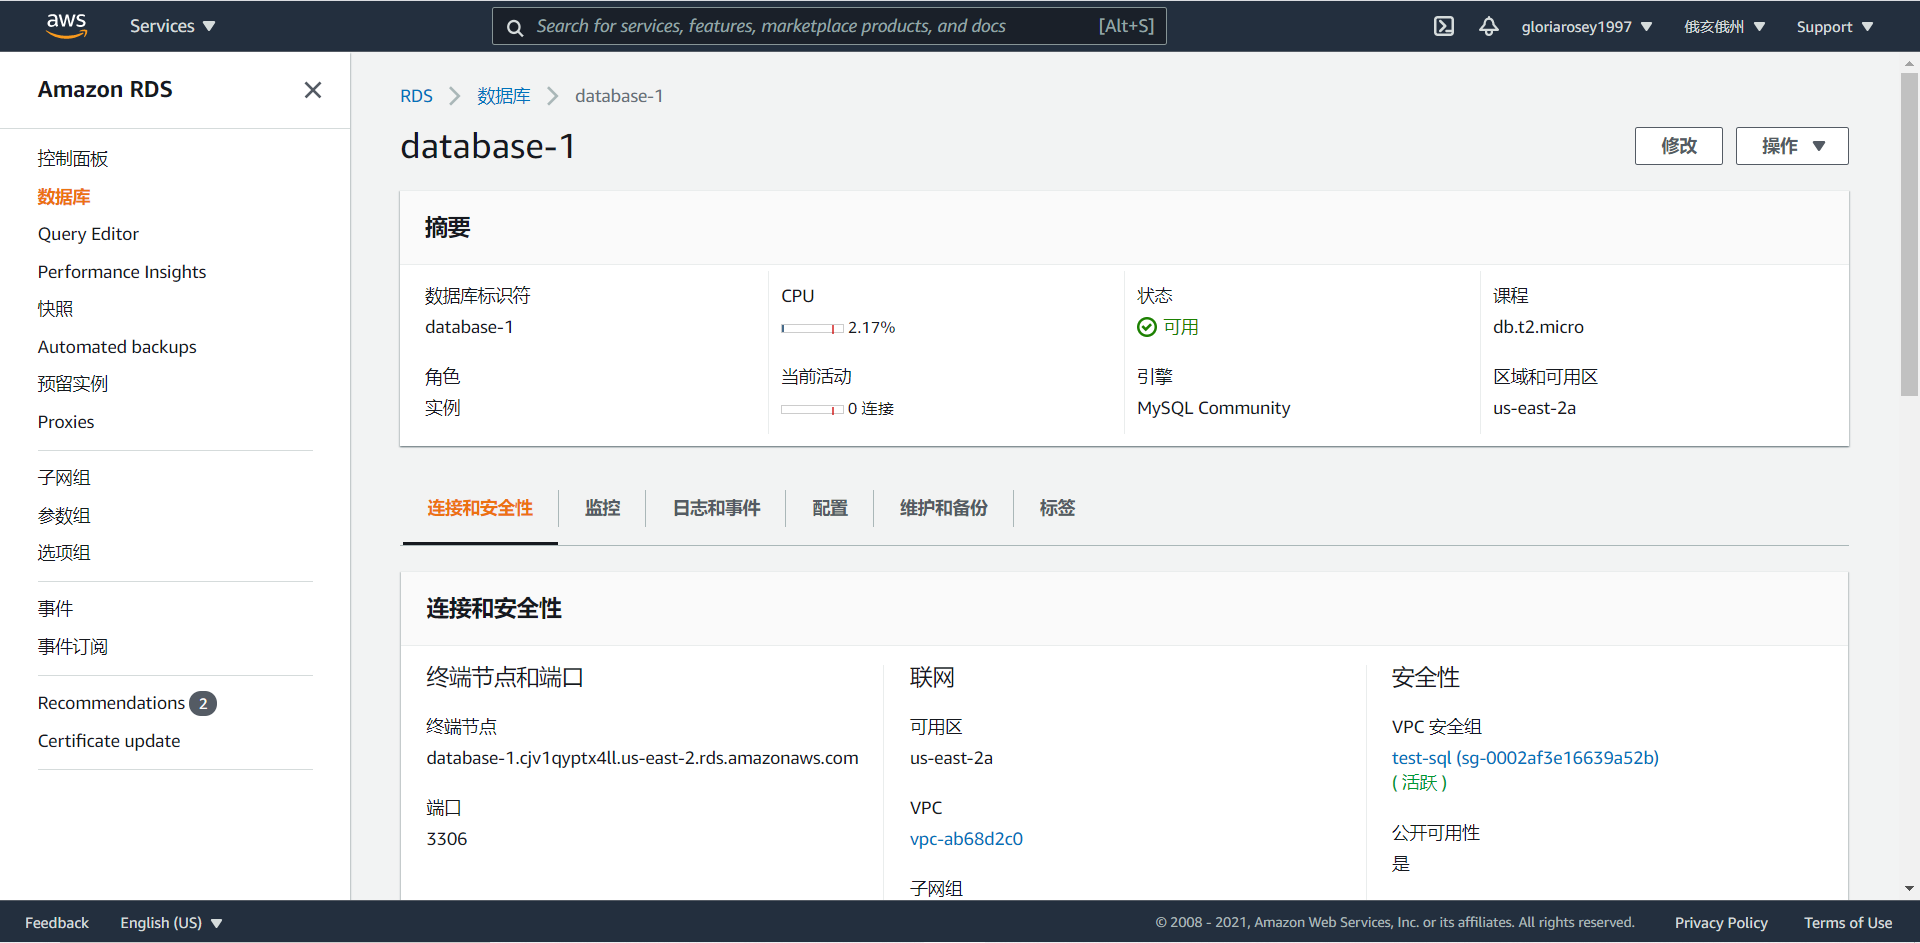 aws
Services
Search for services, features, marketplace products, and docs
[Alt+S]
gloriarosey1997
俄亥俄州
Support
Amazon RDS
控制面板
数据库
Query Editor
Performance Insights
快照
Automated backups
预留实例
Proxies
子网组
参数组
选项组
事件
事件订阅
Recommendations 2
Certificate update
RDS
数据库
database-1
database-1
修改
操作
摘要
数据库标识符
database-1
CPU
2.17%
状态
可用
课程
db.t2.micro
角色
实例
当前活动
0 连接
引擎
MySQL Community
区域和可用区
us-east-2a
连接和安全性
监控
日志和事件
配置
维护和备份
标签
连接和安全性
终端节点和端口
终端节点
database-1.cjv1qyptx4ll.us-east-2.rds.amazonaws.com
端口
3306
联网
可用区
us-east-2a
VPC
vpc-ab68d2c0
子网组
安全性
VPC 安全组
test-sql (sg-0002af3e16639a52b)
( 活跃 )
公开可用性
是
Feedback
English (US)
© 2008 - 2021, Amazon Web Services, Inc. or its affiliates. All rights reserved.
Privacy Policy
Terms of Use